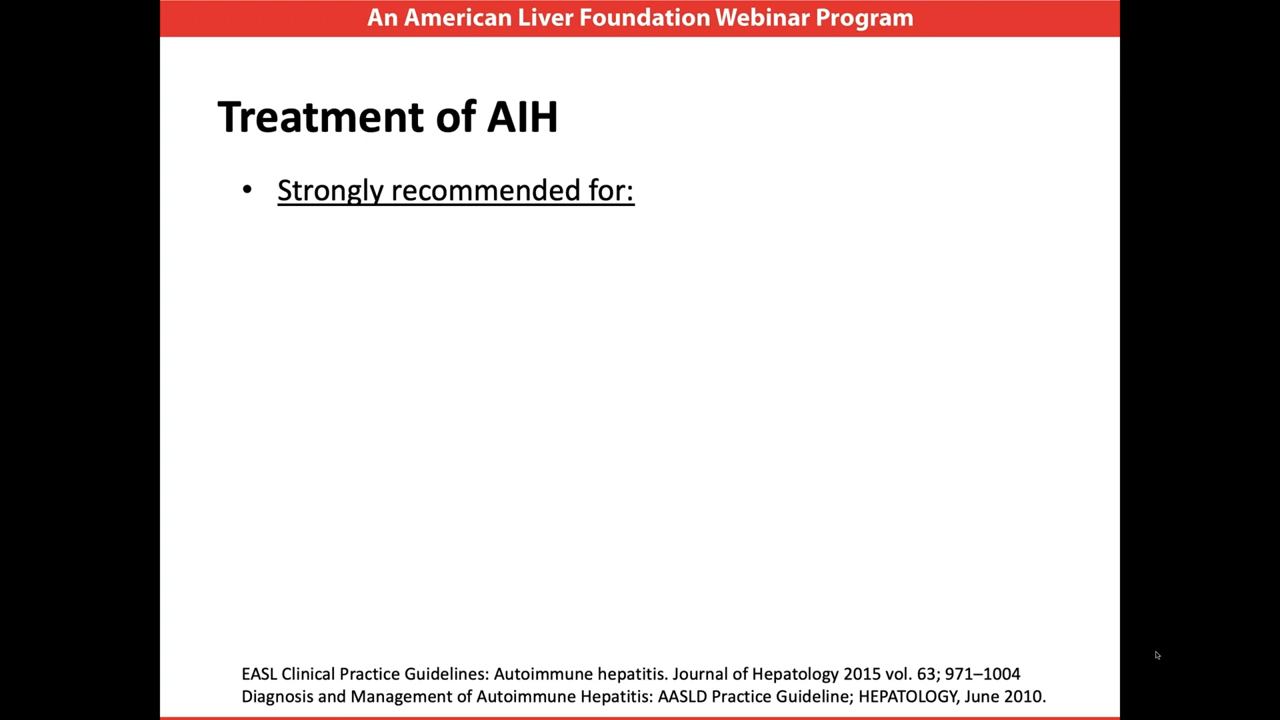 An American Liver Foundation Webinar Program
Treatment of AIH
• Strongly recommended for:
EASL Clinical Practice Guidelines: Autoimmune hepatitis. Journal of Hepatology 2015 vol. 63; 971–1004
Diagnosis and Management of Autoimmune Hepatitis: AASLD Practice Guideline; HEPATOLOGY, June 2010.